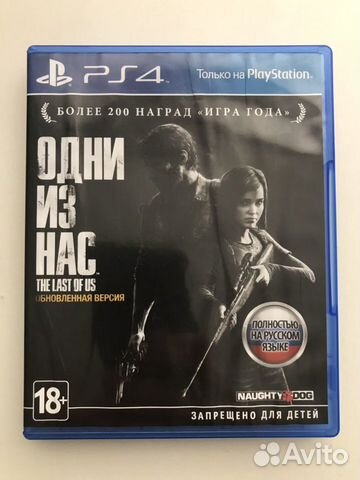 PS4
Только на PlayStation
БОЛЕЕ 200 НАГРАД «ИГРА ГОДА»
ОДНИ
ИЗ
НАС
THE LAST OF US
ОБНОВЛЕННАЯ ВЕРСИЯ
ПОЛНОСТЬЮ
НА РУССКОМ
ЯЗЫКЕ
NAUGHTY DOG
18+
ЗАПРЕЩЕНО ДЛЯ ДЕТЕЙ
Avito